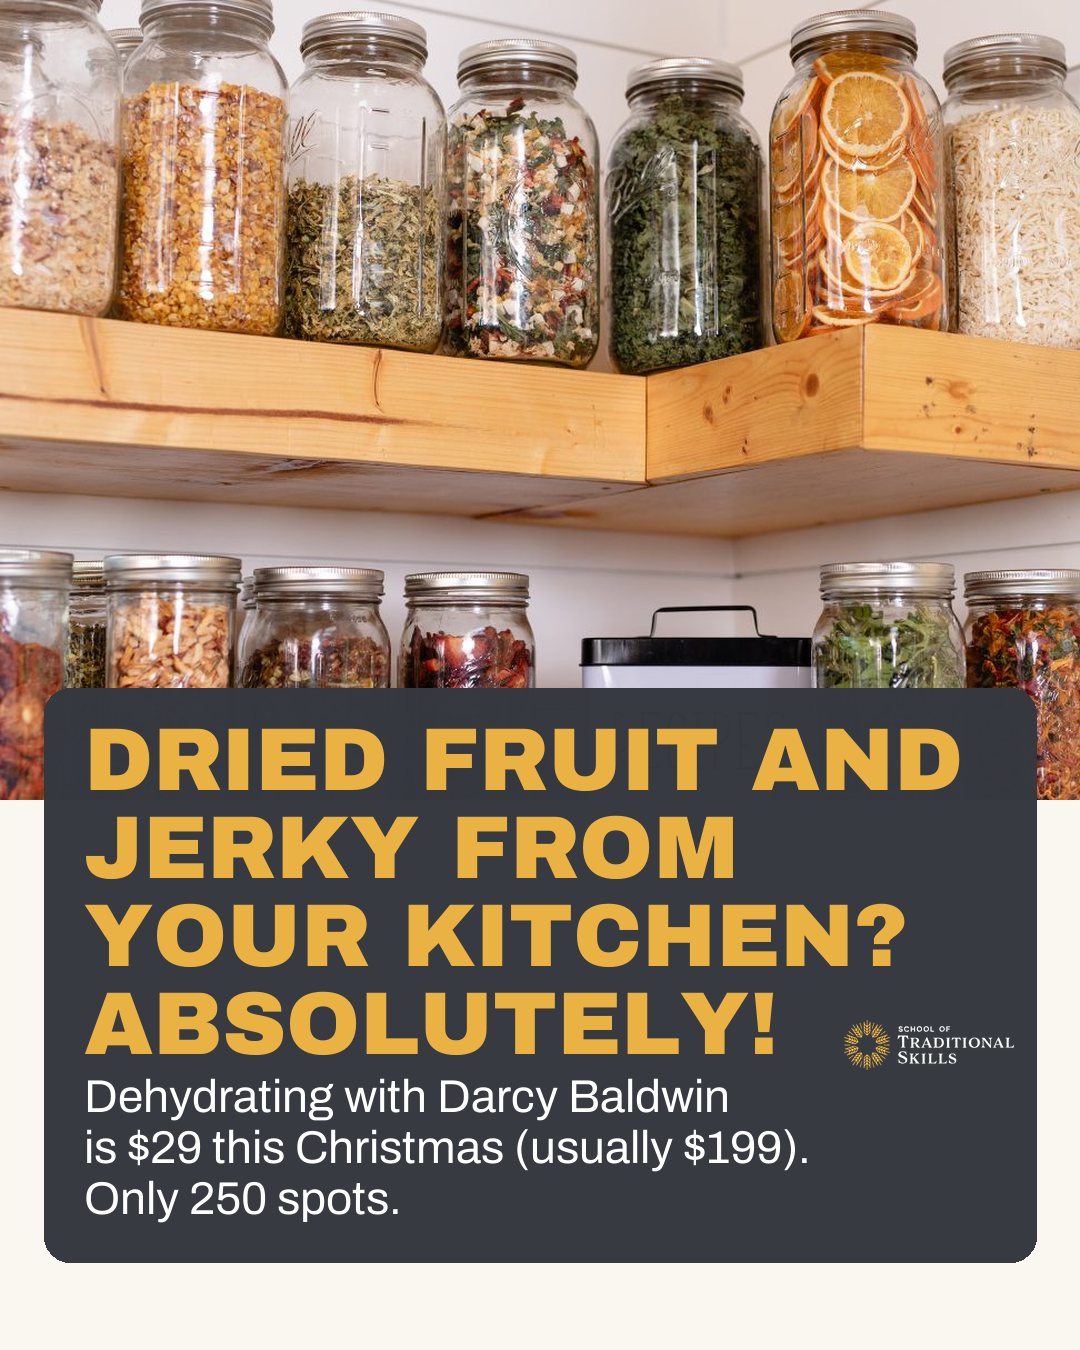 DRIED FRUIT AND
JERKY FROM
YOUR KITCHEN?
ABSOLUTELY!
SCHOOL OF
TRADITIONAL
SKILLS
Dehydrating with Darcy Baldwin
is $29 this Christmas (usually $199).
Only 250 spots.